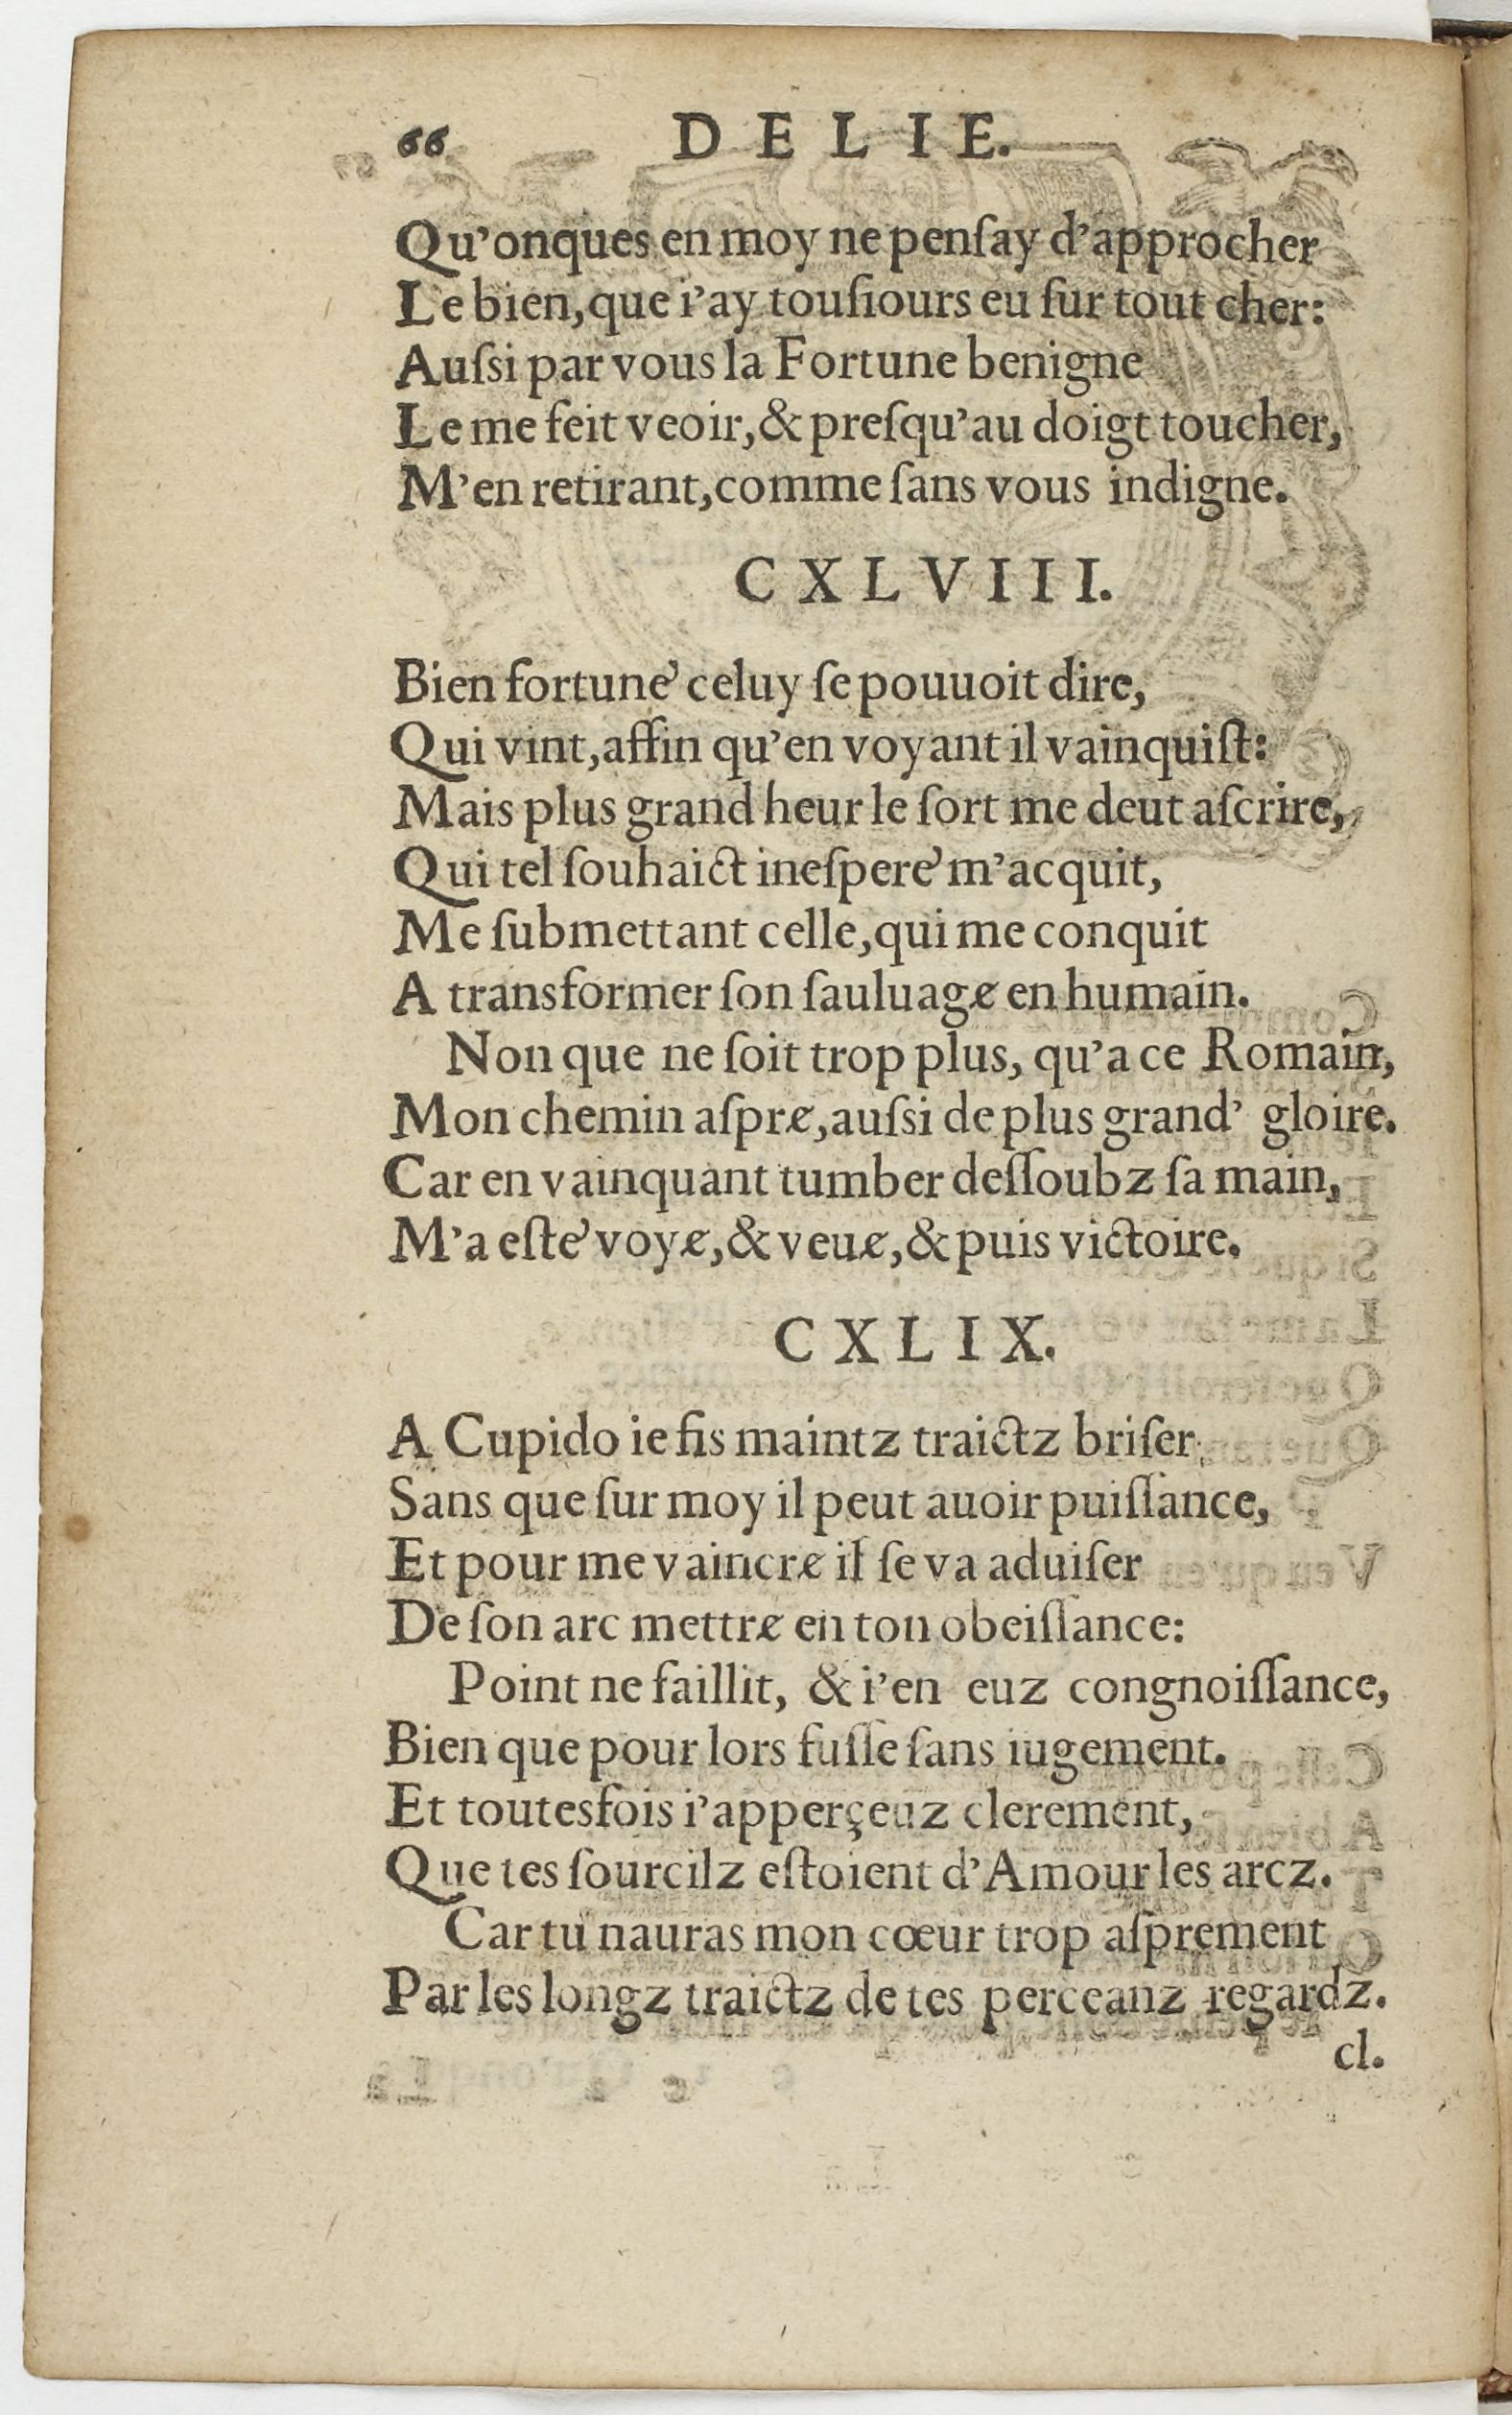 66 DELIE.
Qu'onques en moy ne penſay d'approcher
Le bien, que i'ay touſiours eu ſur tout cher:
Auſsi par vous la Fortune benigne
Le me feit veoir, & preſqu'au doigt toucher,
M'en retirant, comme ſans vous indigne.
CXLVIII.
Bien fortuné celuy ſe pouuoit dire,
Qui vint, affin qu'en voyant il vainquiſt:
Mais plus grand heur le ſort me deut aſcrire,
Qui tel ſouhaict ineſperé m'acquit,
Me ſubmettant celle, qui me conquit
A transformer ſon ſauluage en humain.
Non que ne ſoit trop plus, qu'a ce Romain,
Mon chemin aſpre, auſsi de plus grand' gloire.
Car en vainquant tumber deſſoubz ſa main,
M'a eſté voye, & veue, & puis victoire.
CXLIX.
A Cupido ie fis maintz traictz briſer
Sans que ſur moy il peut auoir puiſſance,
Et pour me vaincre il ſe va aduiſer
De ſon arc mettre en ton obeiſſance:
Point ne faillit, & i'en euz congnoiſſance,
Bien que pour lors fuſſe ſans iugement.
Et toutesfois i'apperçeuz clerement,
Que tes ſourcilz eſtoient d'Amour les arcz.
Car tu nauras mon cœur trop aſprement
Par les longz traictz de tes perceanz regardz.
cl.